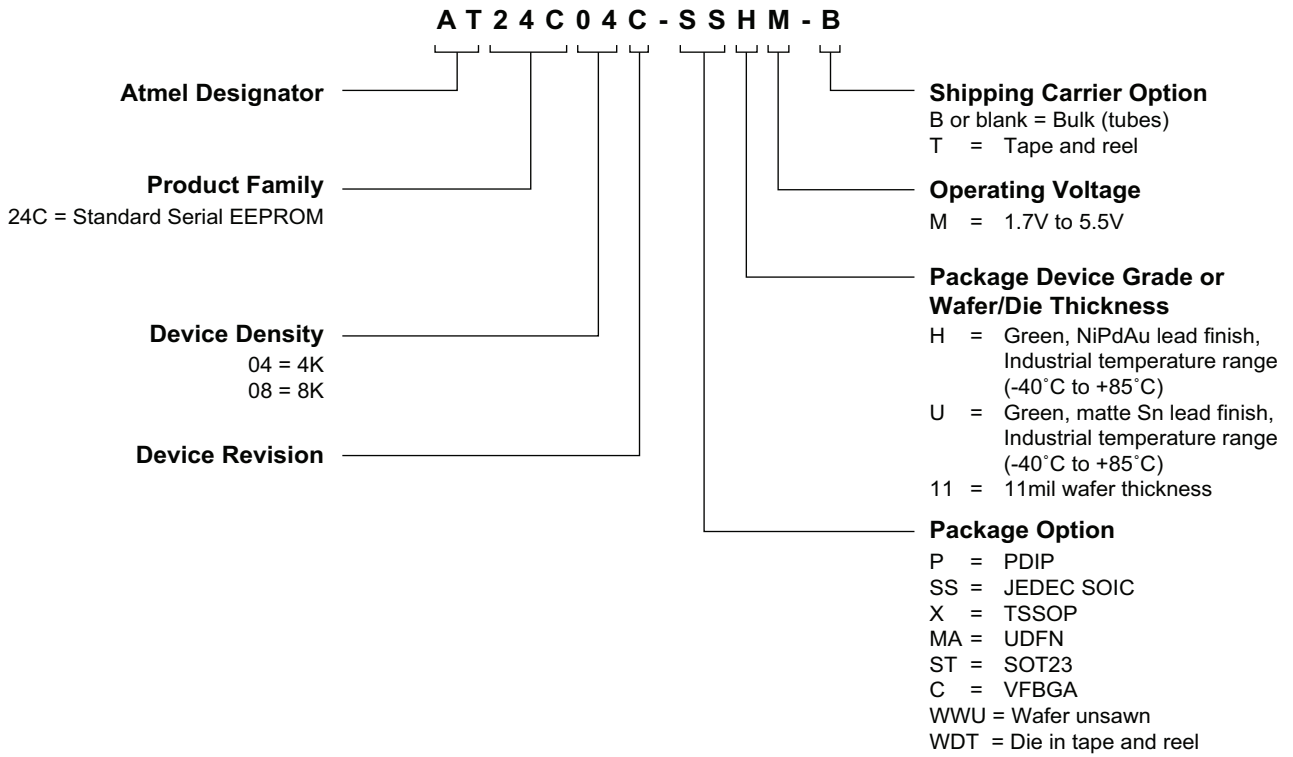 AT24C04C-SSHM-B
Atmel Designator
Product Family
24C = Standard Serial EEPROM
Device Density
04 = 4K
08 = 8K
Device Revision
Shipping Carrier Option
B or blank = Bulk (tubes)
T = Tape and reel
Operating Voltage
M = 1.7V to 5.5V
Package Device Grade or
Wafer/Die Thickness
H = Green, NiPdAu lead finish,
Industrial temperature range
(-40˚C to +85˚C)
U = Green, matte Sn lead finish,
Industrial temperature range
(-40˚C to +85˚C)
11 = 11mil wafer thickness
Package Option
P = PDIP
SS = JEDEC SOIC
X = TSSOP
MA = UDFN
ST = SOT23
C = VFBGA
WWU = Wafer unsawn
WDT = Die in tape and reel